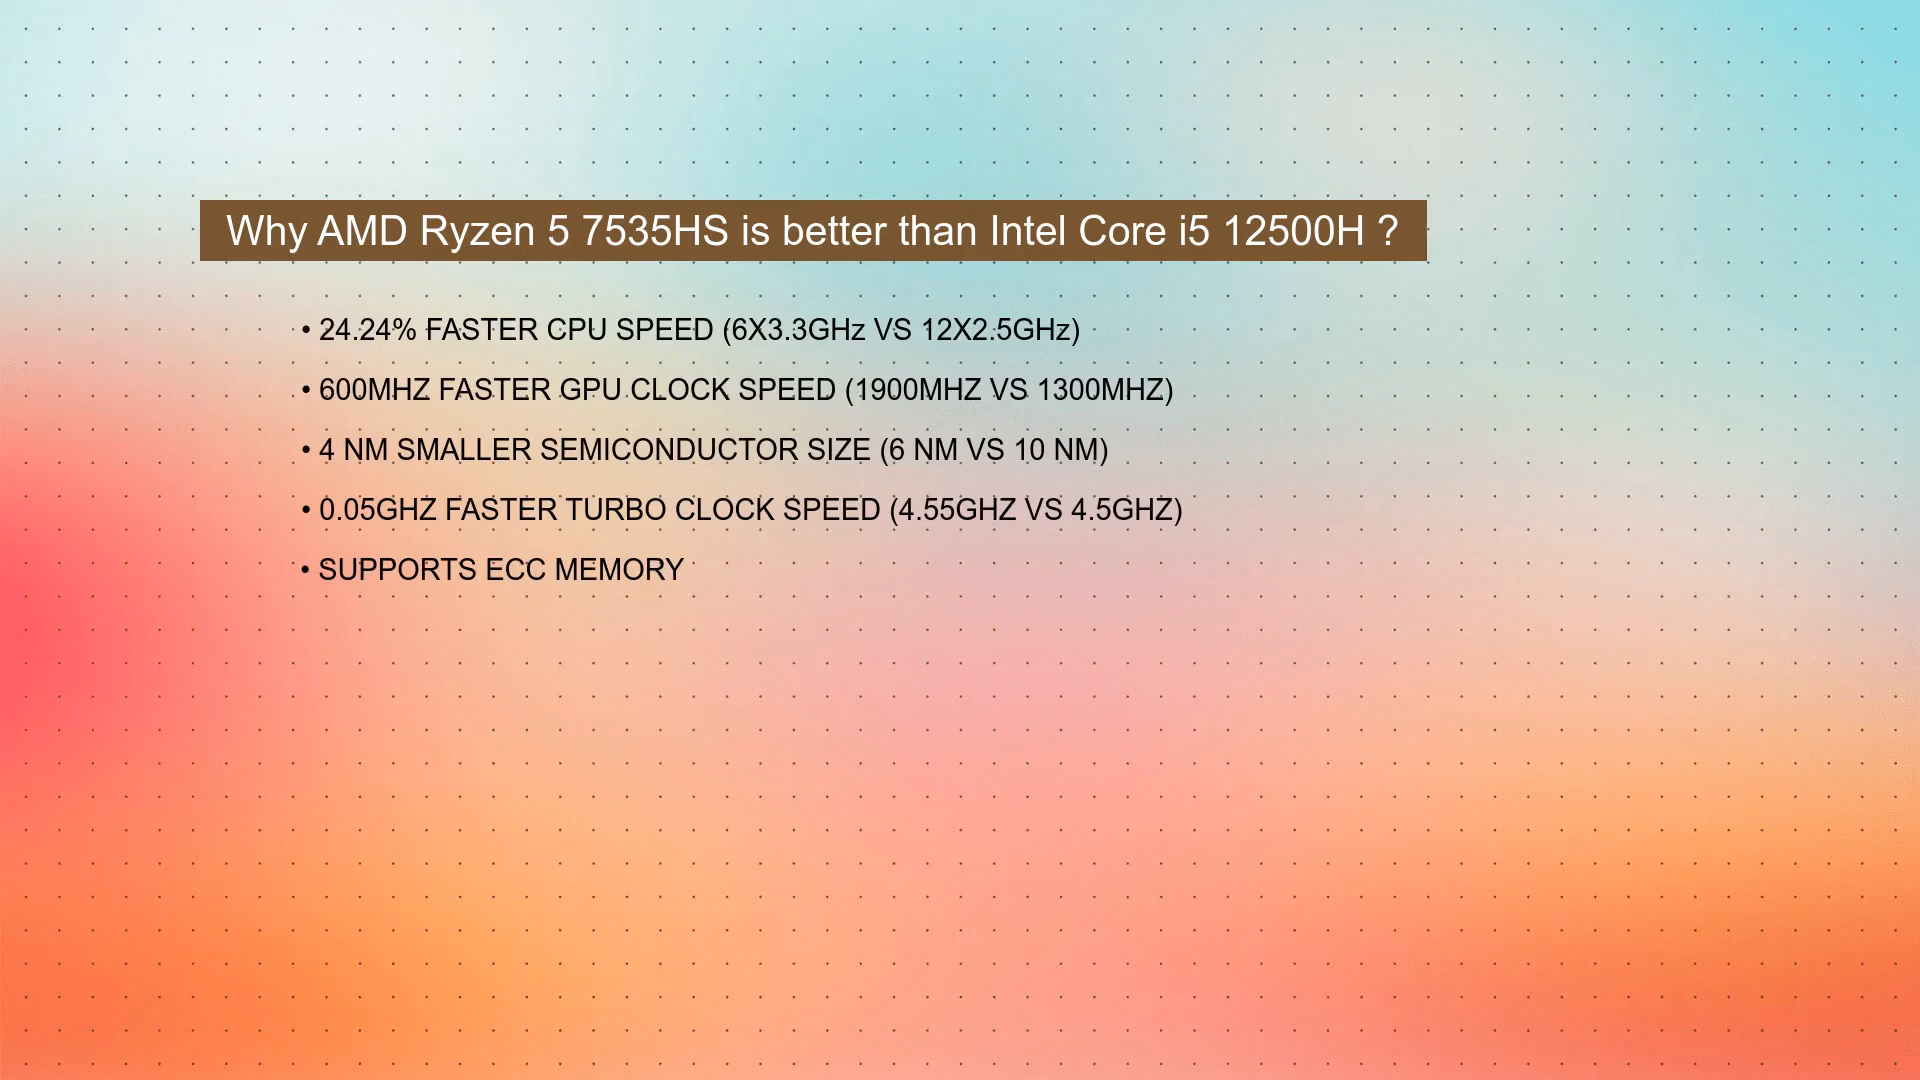 Why AMD Ryzen 5 7535HS is better than Intel Core i5 12500H ?
• 24.24% FASTER CPU SPEED (6X3.3GHz VS 12X2.5GHz)
• 600MHZ FASTER GPU CLOCK SPEED (1900MHZ VS 1300MHZ)
• 4 NM SMALLER SEMICONDUCTOR SIZE (6 NM VS 10 NM)
• 0.05GHZ FASTER TURBO CLOCK SPEED (4.55GHZ VS 4.5GHZ)
• SUPPORTS ECC MEMORY